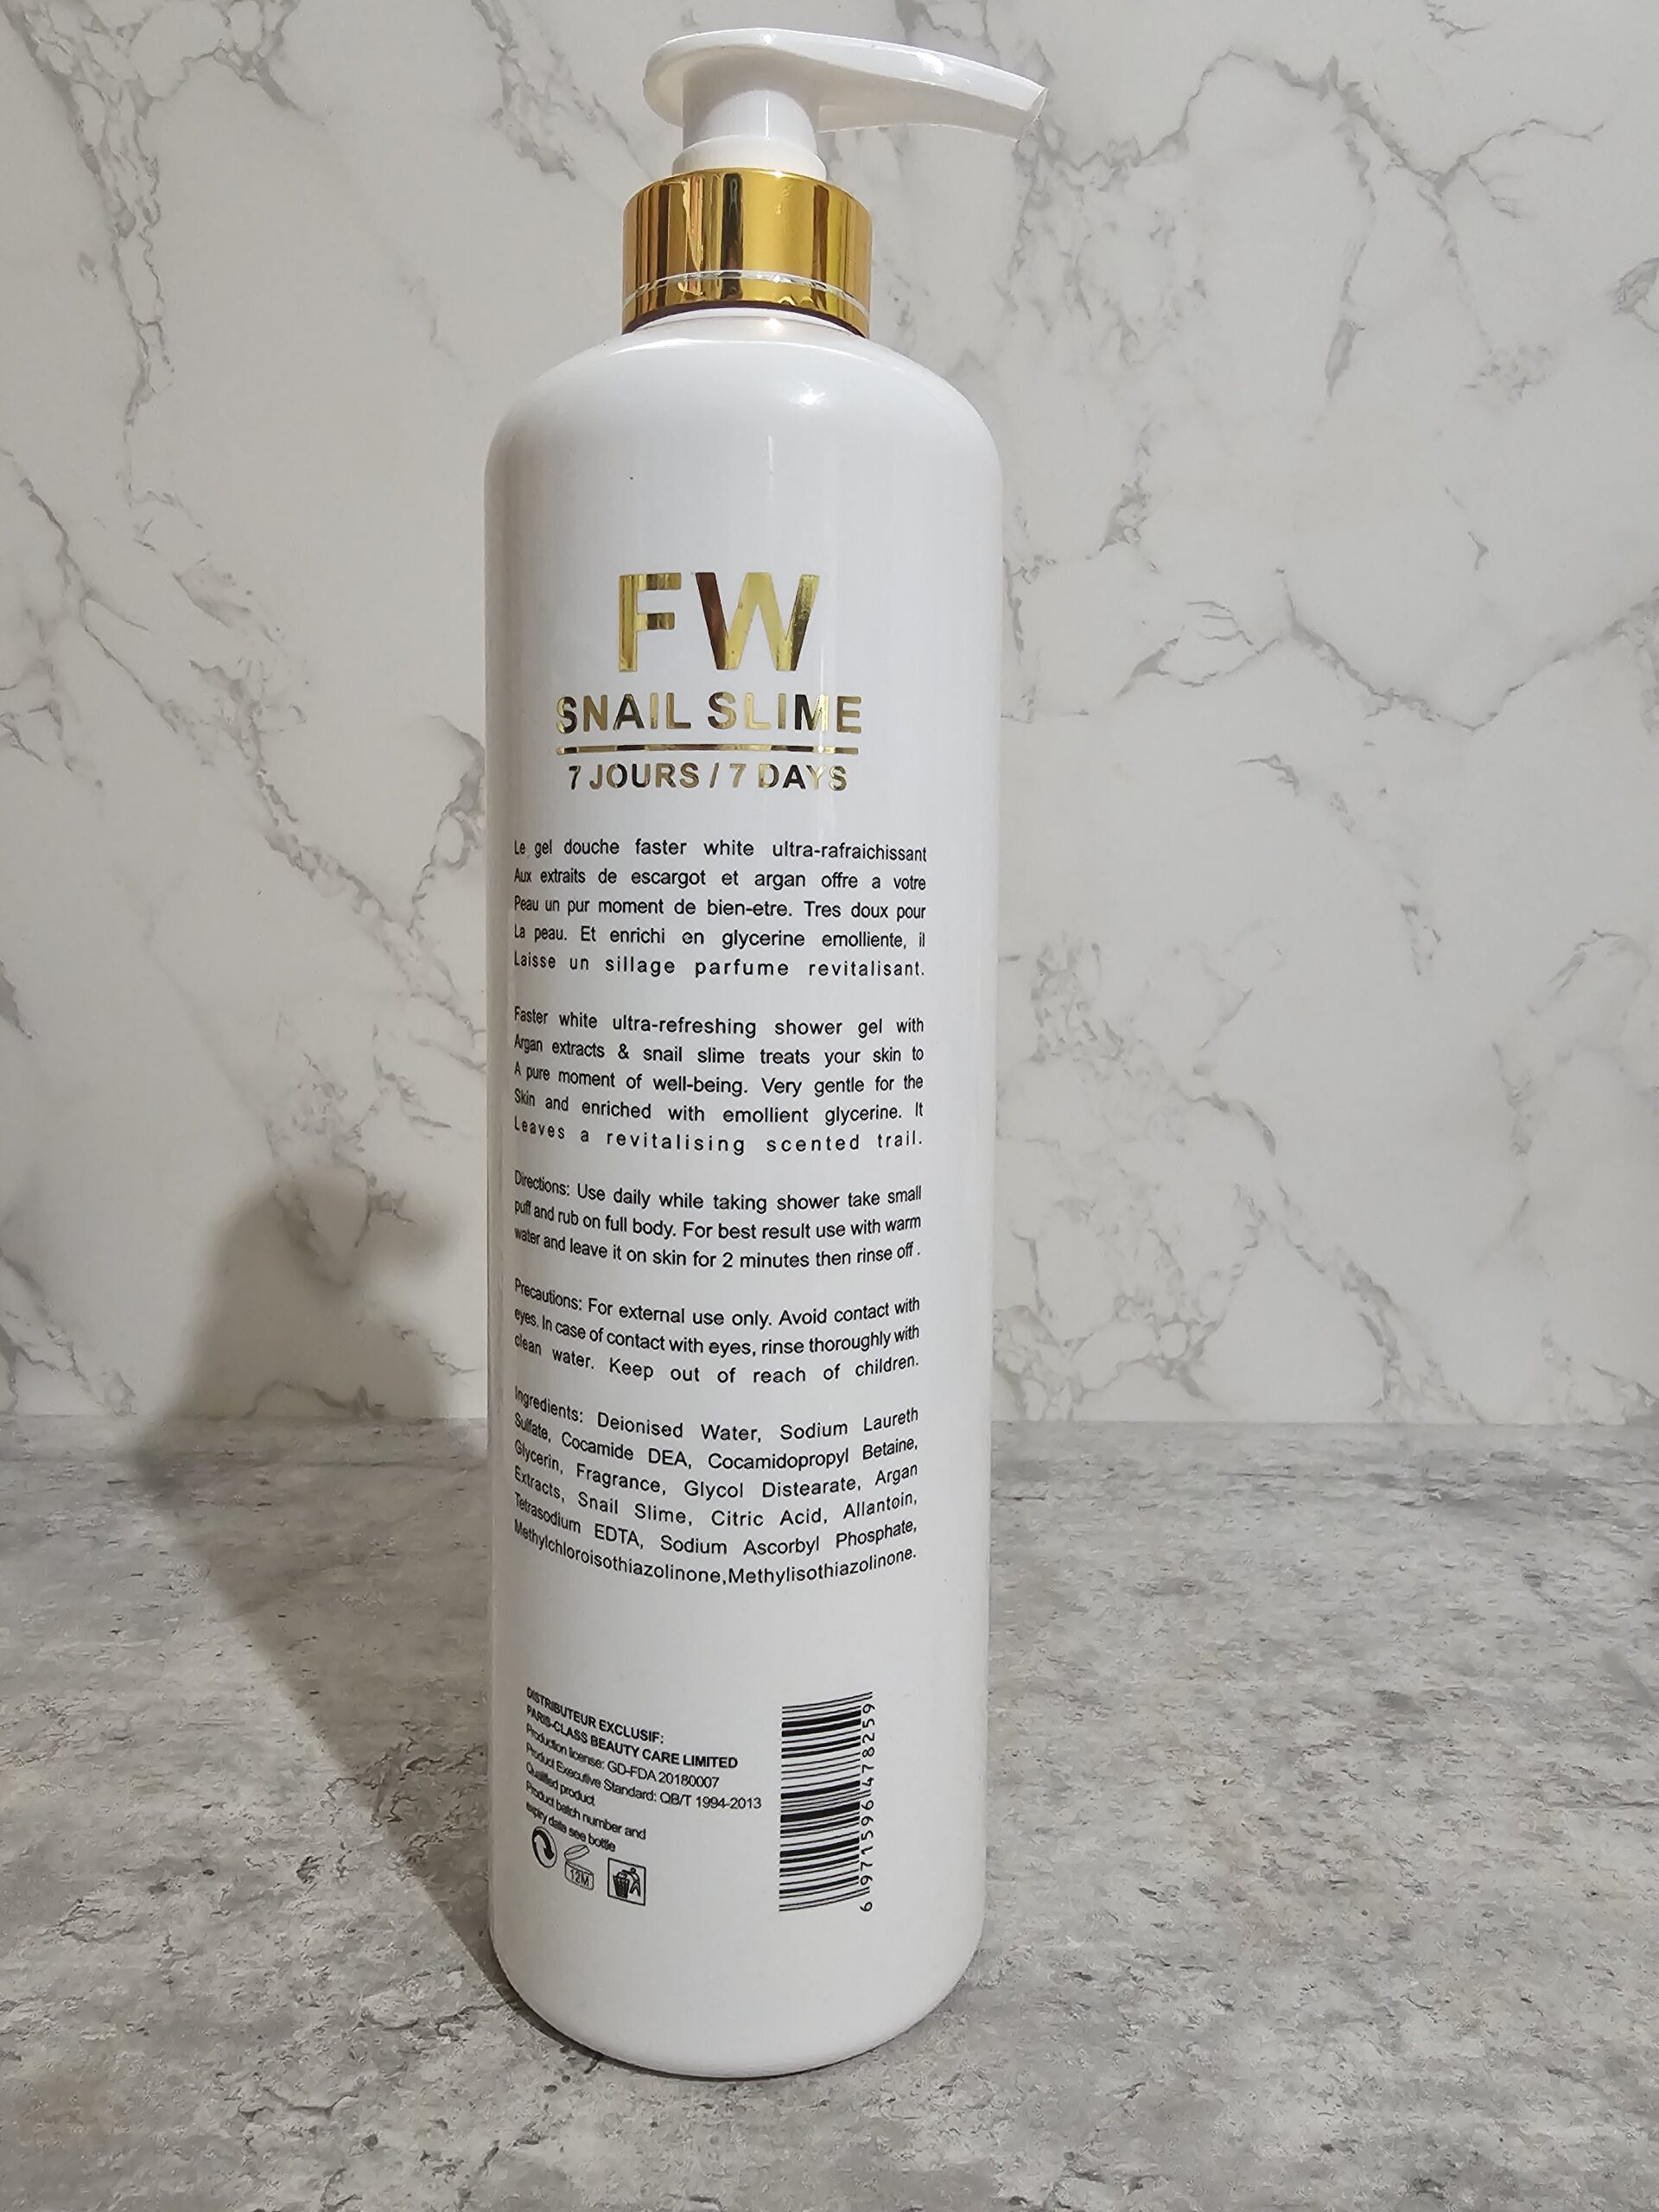 FW
SNAIL SLIME
7 JOURS / 7 DAYS
Le gel douche faster white ultra-rafraichissant
Aux extraits de escargot et argan offre a votre
Peau un pur moment de bien-etre. Tres doux pour
La peau. Et enrichi en glycerine emolliente, il
Laisse un sillage parfume revitalisant.
Faster white ultra-refreshing shower gel with
Argan extracts & snail slime treats your skin to
A pure moment of well-being. Very gentle for the
Skin and enriched with emollient glycerine. It
Leaves a revitalising scented trail.
Directions: Use daily while taking shower take small
puff and rub on full body. For best result use with warm
water and leave it on skin for 2 minutes then rinse off .
Precautions: For external use only. Avoid contact with
eyes. In case of contact with eyes, rinse thoroughly with
clean water. Keep out of reach of children.
Ingredients: Deionised Water, Sodium Laureth
Sulfate, Cocamide DEA, Cocamidopropyl Betaine,
Glycerin, Fragrance, Glycol Distearate, Argan
Extracts, Snail Slime, Citric Acid, Allantoin,
Tetrasodium EDTA, Sodium Ascorbyl Phosphate,
Methylchloroisothiazolinone,Methylisothiazolinone.
DISTRIBUTEUR EXCLUSIF:
PARIS-CLASS BEAUTY CARE LIMITED
Production license: GD-FDA 20180007
Product Executive Standard: QB/T 1994-2013
Qualified product
Product batch number and
expiry date see bottle
12M
6 971596 478259